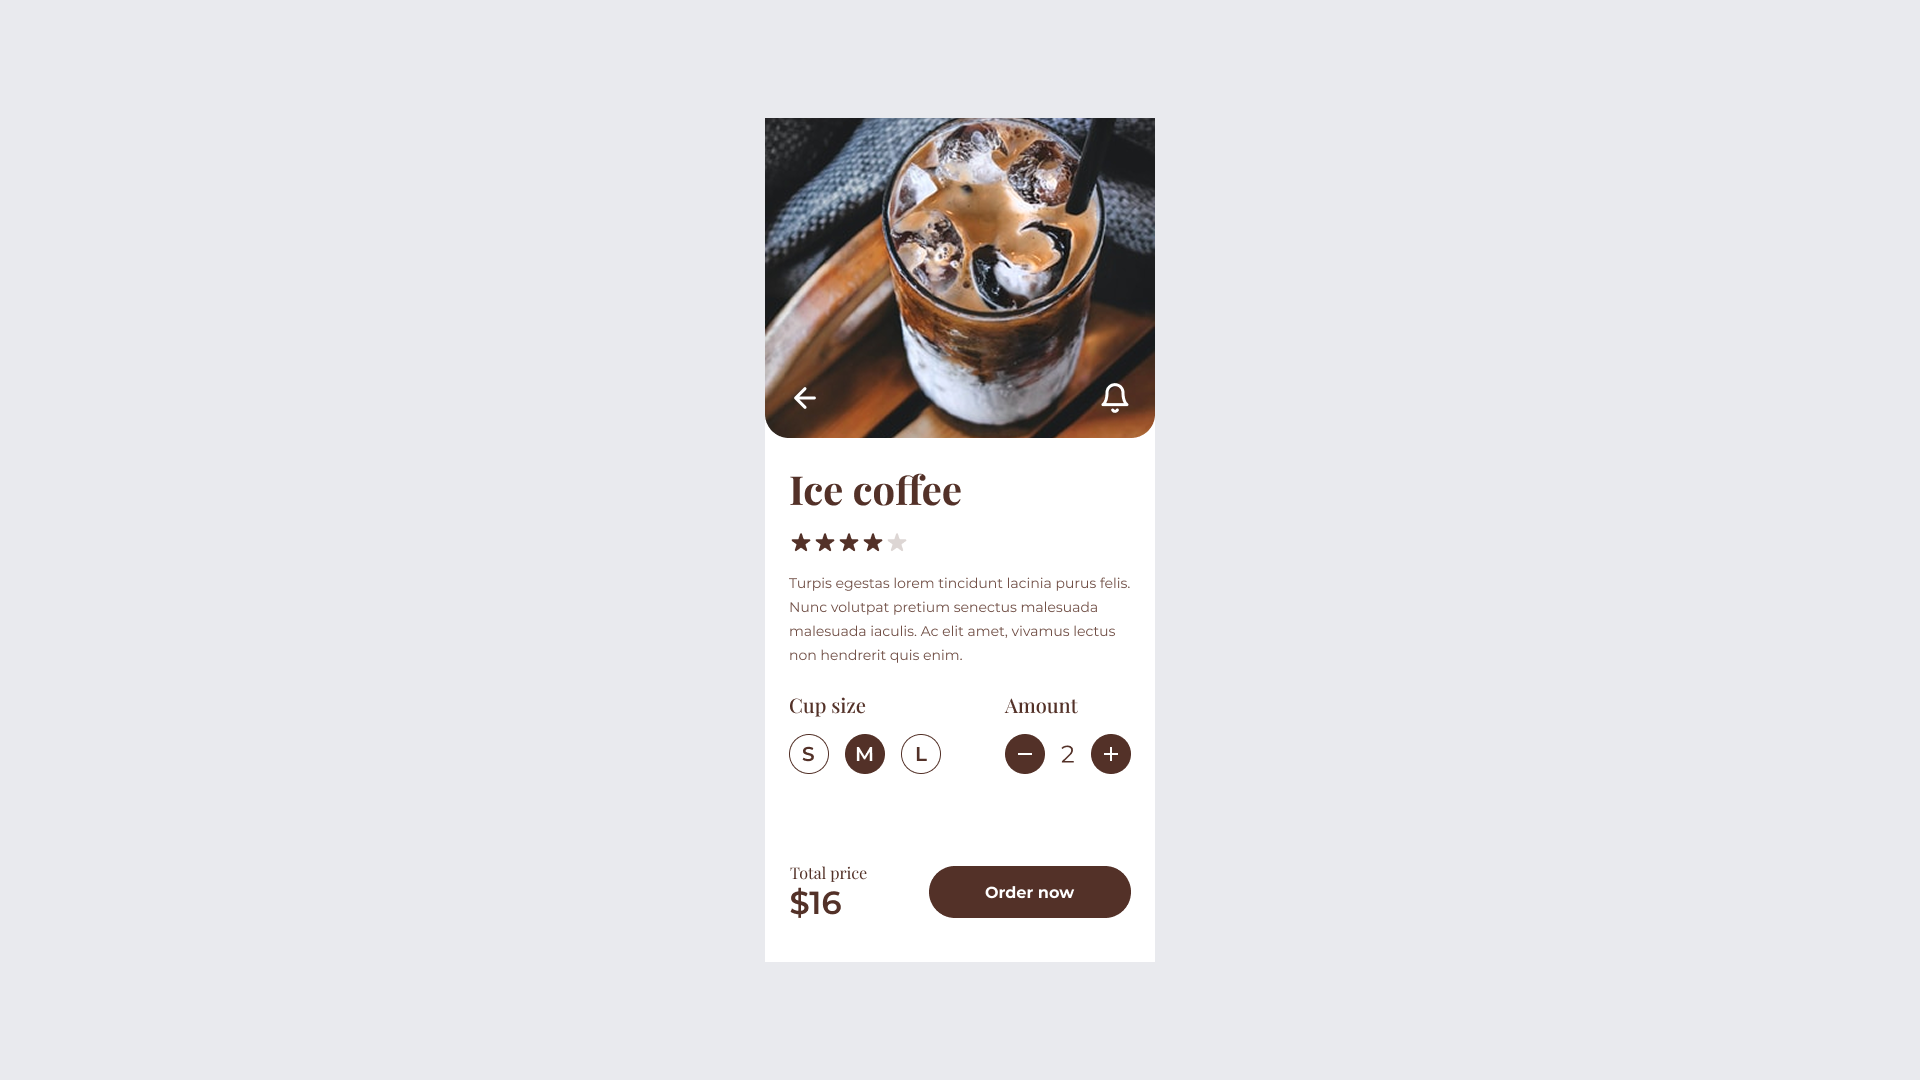 Ice coffee
Turpis egestas lorem tincidunt lacinia purus felis.
Nunc volutpat pretium senectus malesuada
malesuada iaculis. Ac elit amet, vivamus lectus
non hendrerit quis enim.
Cup size
S M L
Amount
2
Total price
$16
Order now